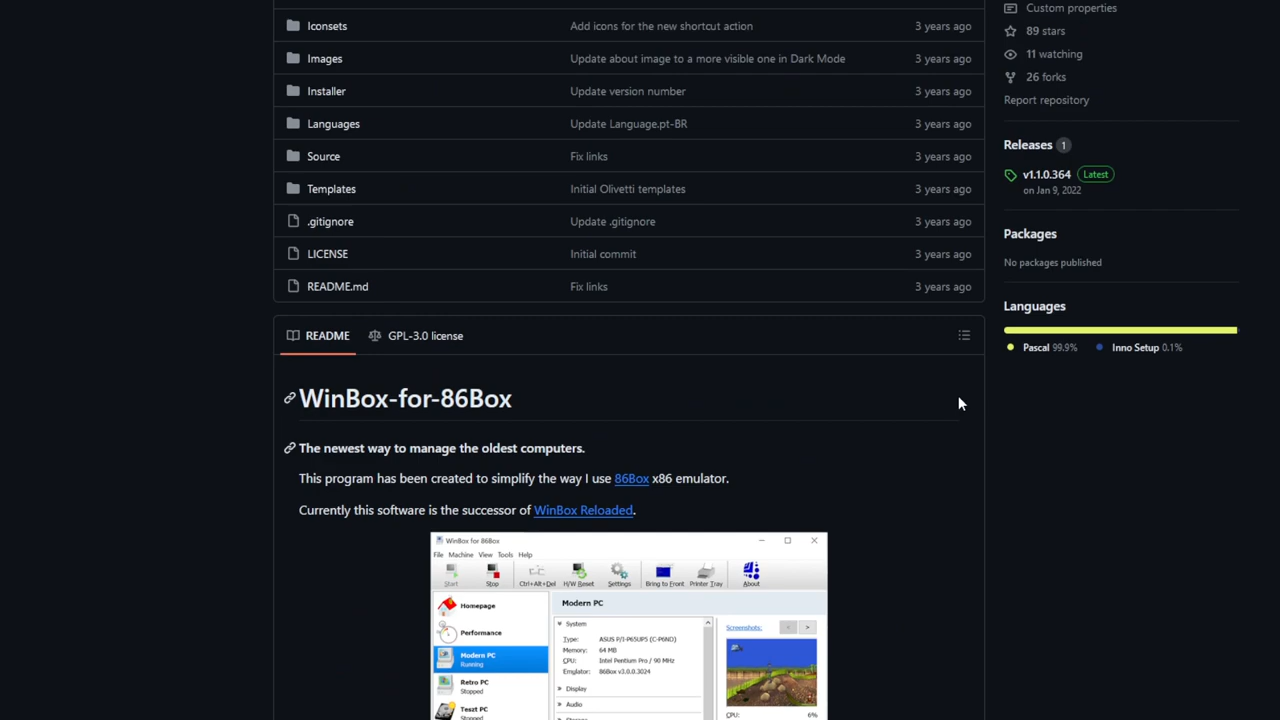 Iconsets Add icons for the new shortcut action 3 years ago
Custom properties
89 stars
Images Update about image to a more visible one in Dark Mode 3 years ago
11 watching
26 forks
Installer Update version number 3 years ago
Report repository
Languages Update Language.pt-BR 3 years ago
Releases 1
Source Fix links 3 years ago
v1.1.0.364 Latest
on Jan 9, 2022
Templates Initial Olivetti templates 3 years ago
.gitignore Update .gitignore 3 years ago
Packages
LICENSE Initial commit 3 years ago
No packages published
README.md Fix links 3 years ago
Languages
README GPL-3.0 license
Pascal 99.9% Inno Setup 0.1%
WinBox-for-86Box
The newest way to manage the oldest computers.
This program has been created to simplify the way I use 86Box x86 emulator.
Currently this software is the successor of WinBox Reloaded.
WinBox for 86Box
File Machine View Tools Help
Start Stop Ctrl+Alt+Del H/W Reset Settings Bring to Front Printer Tray About
Homepage
Modern PC
System
Screenshots: < >
Performance
Type: ASUS P/I-P65UP5 (C-P6ND)
Memory: 64 MB
Modern PC
Running
CPU: Intel Pentium Pro / 90 MHz
Emulator: 86Box v3.0.0.3024
Retro PC
Stopped
Display
Audio
Teszt PC
Stopped
CPU: 6%